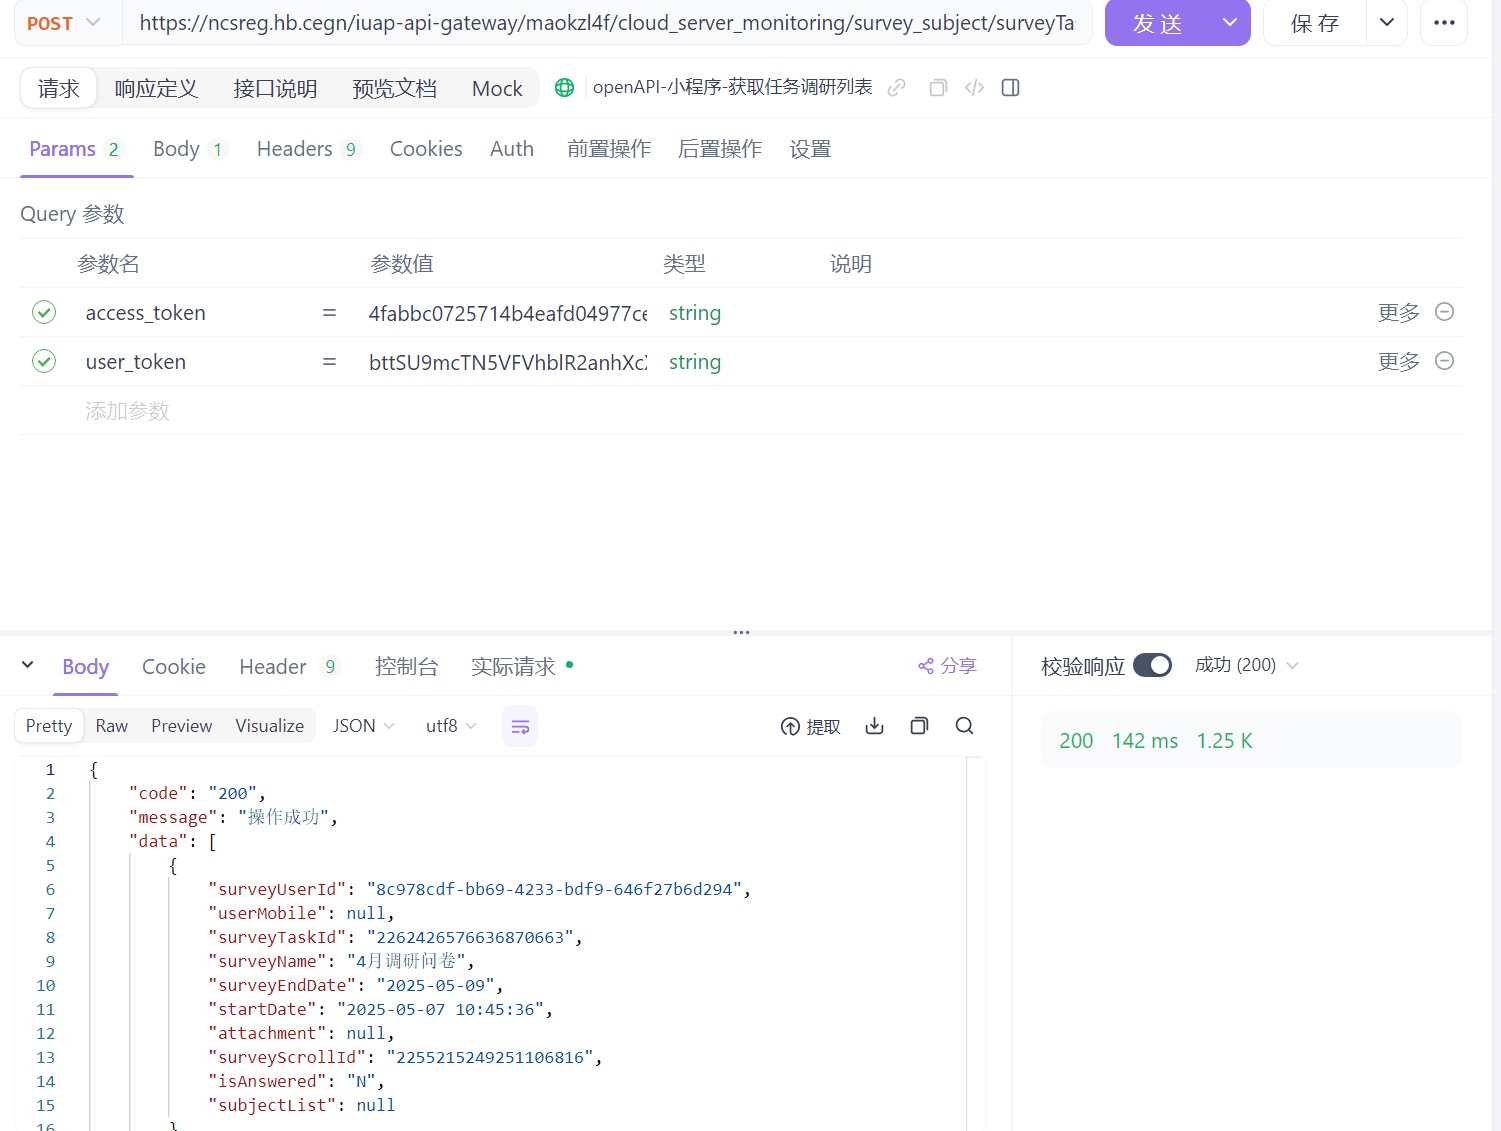 POST https://ncsreg.hb.cegn/iuap-api-gateway/maokzl4f/cloud_server_monitoring/survey_subject/surveyTa 发 送 保 存
请求 响应定义 接口说明 预览文档 Mock openAPI-小程序-获取任务调研列表
Params 2 Body 1 Headers 9 Cookies Auth 前置操作 后置操作 设置
Query 参数
参数名 参数值 类型 说明
access_token = 4fabbc0725714b4eafd04977ce string 更多
user_token = bttSU9mcTN5VFVhblR2anhXc string 更多
添加参数
Body Cookie Header 9 控制台 实际请求 分享 校验响应 成功 (200)
Pretty Raw Preview Visualize JSON utf8 提取
200 142 ms 1.25 K
1 {
2 "code": "200",
3 "message": "操作成功",
4 "data": [
5 {
6 "surveyUserId": "8c978cdf-bb69-4233-bdf9-646f27b6d294",
7 "userMobile": null,
8 "surveyTaskId": "2262426576636870663",
9 "surveyName": "4月调研问卷",
10 "surveyEndDate": "2025-05-09",
11 "startDate": "2025-05-07 10:45:36",
12 "attachment": null,
13 "surveyScrollId": "2255215249251106816",
14 "isAnswered": "N",
15 "subjectList": null
16 }